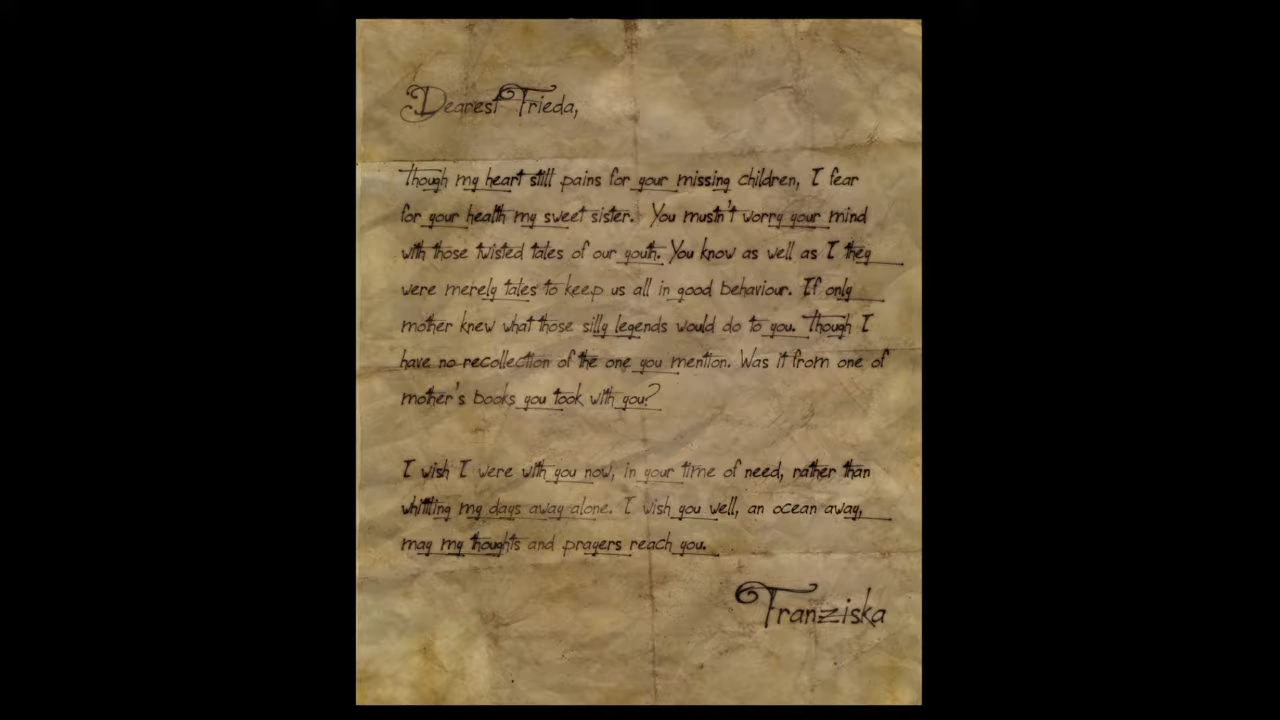 Dearest Frieda,
Though my heart still pains for your missing children, I fear
for your health my sweet sister. You mustn't worry your mind
with those twisted tales of our youth. You know as well as I they
were merely tales to keep us all in good behaviour. If only
mother knew what those silly legends would do to you. Though I
have no recollection of the one you mention. Was it from one of
mother's books you took with you?
I wish I were with you now, in your time of need, rather than
whittling my days away alone. I wish you well, an ocean away,
may my thoughts and prayers reach you.
Franziska